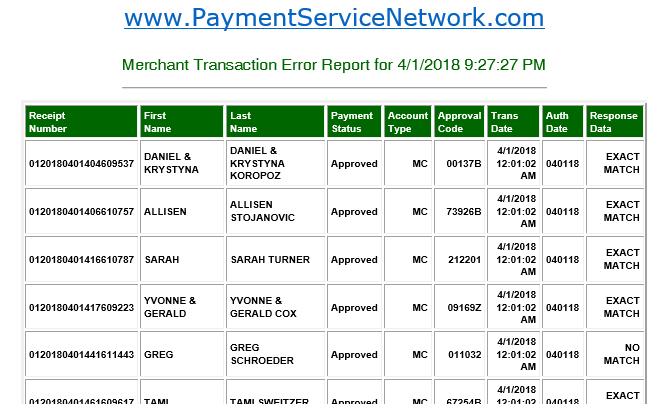 www.PaymentServiceNetwork.com
Merchant Transaction Error Report for 4/1/2018 9:27:27 PM
Receipt Number First Name Last Name Payment Status Account Type Approval Code Trans Date Auth Date Response Data
0120180401404609537 DANIEL & KRYSTYNA DANIEL & KRYSTYNA KOROPOZ Approved MC 00137B 4/1/2018 12:01:02 AM 040118 EXACT MATCH
0120180401406610757 ALLISEN ALLISEN STOJANOVIC Approved MC 73926B 4/1/2018 12:01:02 AM 040118 EXACT MATCH
0120180401416610787 SARAH SARAH TURNER Approved MC 212201 4/1/2018 12:01:02 AM 040118 EXACT MATCH
0120180401417609223 YVONNE & GERALD YVONNE & GERALD COX Approved MC 09169Z 4/1/2018 12:01:02 AM 040118 EXACT MATCH
0120180401441611443 GREG GREG SCHROEDER Approved MC 011032 4/1/2018 12:01:02 AM 040118 NO MATCH
0120180401461609617 TAMI TAMI SWEITZER Approved MC 67254B 4/1/2018 12:01:02 040118 EXACT